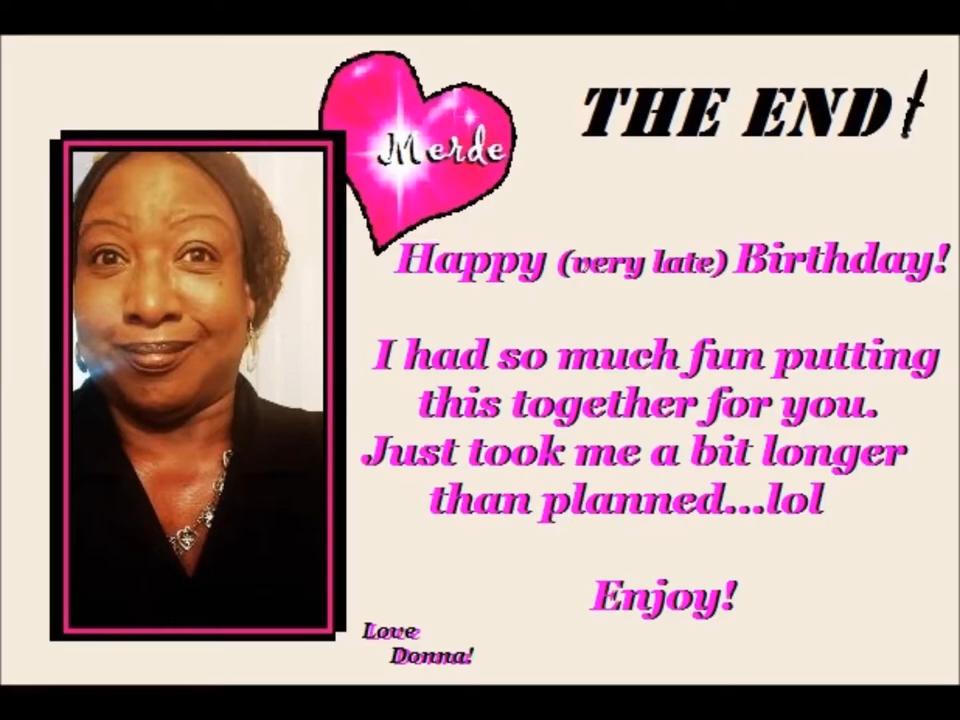 THE END!
Merde
Happy (very late) Birthday!
I had so much fun putting
this together for you.
Just took me a bit longer
than planned...lol
Enjoy!
Love
Donna!